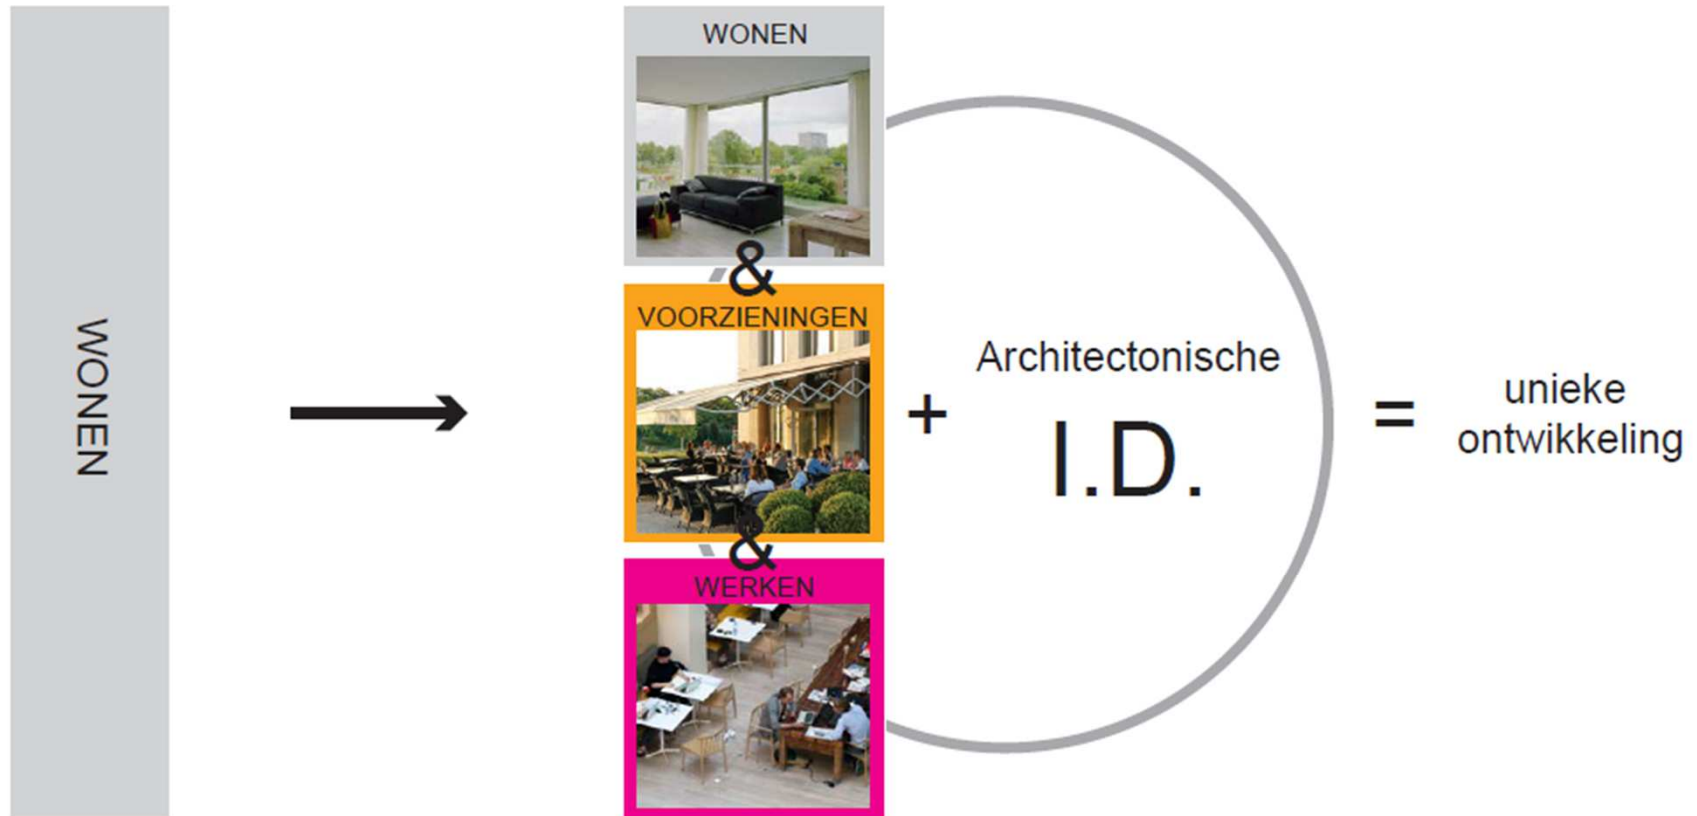 WONEN
WONEN
&
VOORZIENINGEN
&
WERKEN
+
Architectonische
I.D.
=
unieke
ontwikkeling